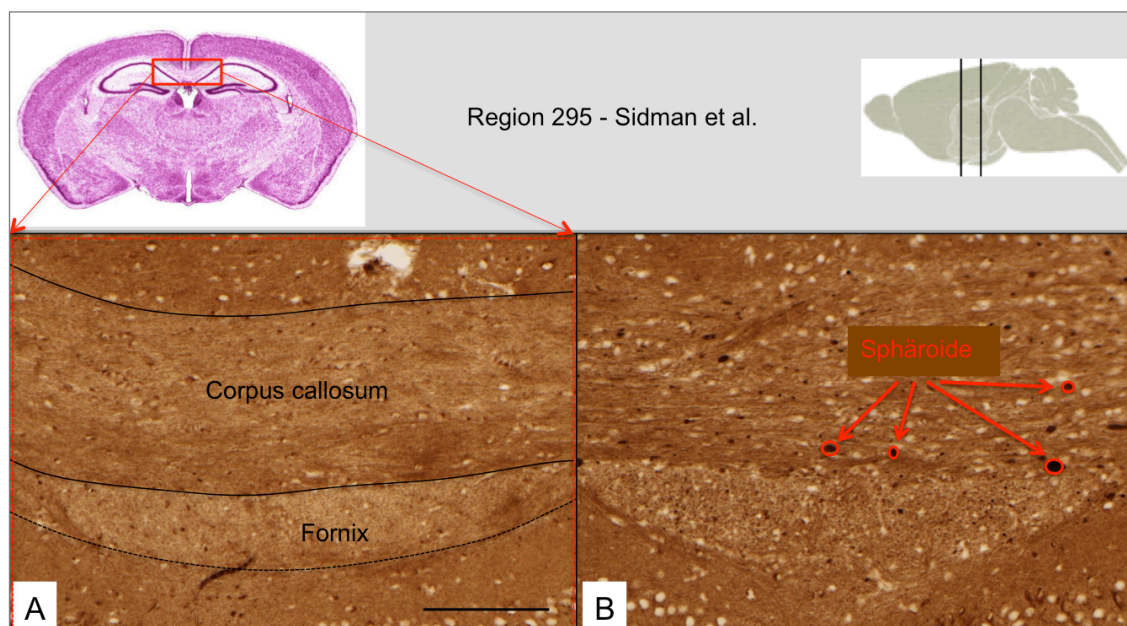 Region 295 - Sidman et al.
Sphäroide
Corpus callosum
Fornix
A
B